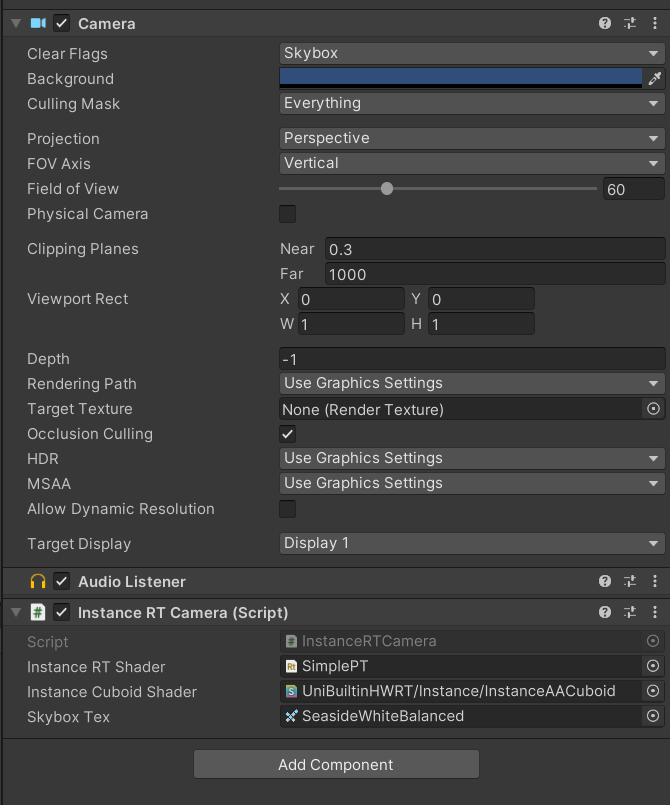 Camera
Clear Flags Skybox
Background
Culling Mask Everything
Projection Perspective
FOV Axis Vertical
Field of View 60
Physical Camera
Clipping Planes Near 0.3
Far 1000
Viewport Rect X 0 Y 0
W 1 H 1
Depth -1
Rendering Path Use Graphics Settings
Target Texture None (Render Texture)
Occlusion Culling
HDR Use Graphics Settings
MSAA Use Graphics Settings
Allow Dynamic Resolution
Target Display Display 1
Audio Listener
# Instance RT Camera (Script)
Script # InstanceRTCamera
Instance RT Shader Rt SimplePT
Instance Cuboid Shader S UniBuiltinHWRT/Instance/InstanceAACuboid
Skybox Tex SeasideWhiteBalanced
Add Component